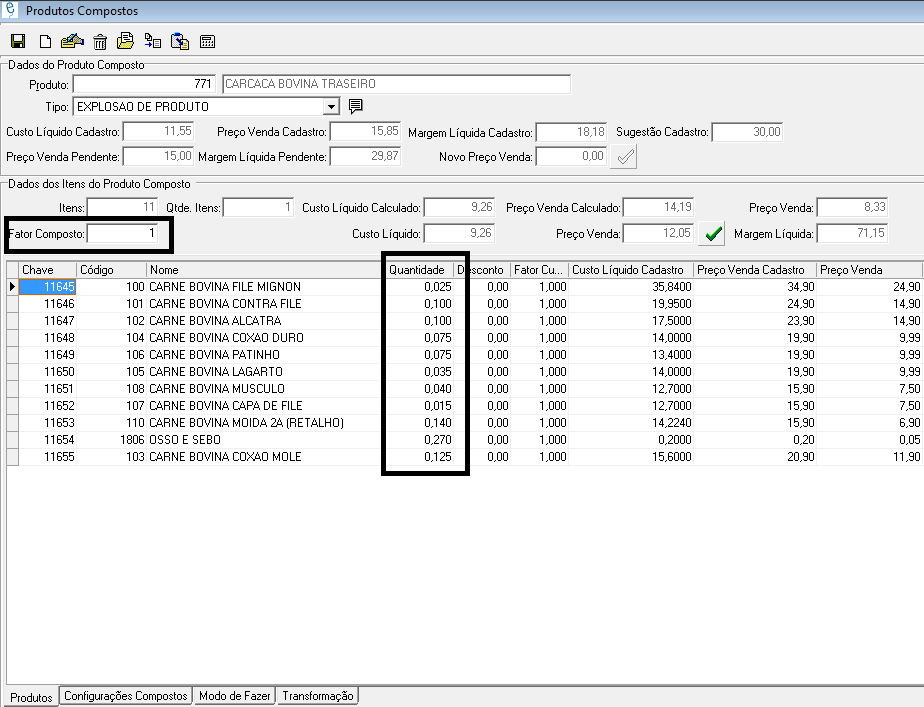 Produtos Compostos
Dados do Produto Composto
Produto: 771 CARCACA BOVINA TRASEIRO
Tipo: EXPLOSAO DE PRODUTO
Custo Líquido Cadastro: 11,55 Preço Venda Cadastro: 15,85 Margem Líquida Cadastro: 18,18 Sugestão Cadastro: 30,00
Preço Venda Pendente: 15,00 Margem Líquida Pendente: 29,87 Novo Preço Venda: 0,00
Dados dos Itens do Produto Composto
Itens: 11 Qtde. Itens: 1 Custo Líquido Calculado: 9,26 Preço Venda Calculado: 14,19 Preço Venda: 8,33
Fator Composto: 1 Custo Líquido: 9,26 Preço Venda: 12,05 Margem Líquida: 71,15
Chave Código Nome Quantidade Desconto Fator Cu... Custo Líquido Cadastro Preço Venda Cadastro Preço Venda
11645 100 CARNE BOVINA FILE MIGNON 0,025 0,00 1,000 35,8400 34,90 24,90
11646 101 CARNE BOVINA CONTRA FILE 0,100 0,00 1,000 19,9500 24,90 14,90
11647 102 CARNE BOVINA ALCATRA 0,100 0,00 1,000 17,5000 23,90 14,90
11648 104 CARNE BOVINA COXAO DURO 0,075 0,00 1,000 14,0000 19,90 9,99
11649 106 CARNE BOVINA PATINHO 0,075 0,00 1,000 13,4000 19,90 9,99
11650 105 CARNE BOVINA LAGARTO 0,035 0,00 1,000 14,0000 19,90 9,99
11651 108 CARNE BOVINA MUSCULO 0,040 0,00 1,000 12,7000 15,90 7,50
11652 107 CARNE BOVINA CAPA DE FILE 0,015 0,00 1,000 12,7000 15,90 7,50
11653 110 CARNE BOVINA MOIDA 2A (RETALHO) 0,140 0,00 1,000 14,2240 15,90 6,90
11654 1806 OSSO E SEBO 0,270 0,00 1,000 0,2000 0,20 0,05
11655 103 CARNE BOVINA COXAO MOLE 0,125 0,00 1,000 15,6000 20,90 11,90
Produtos Configurações Compostos Modo de Fazer Transformação